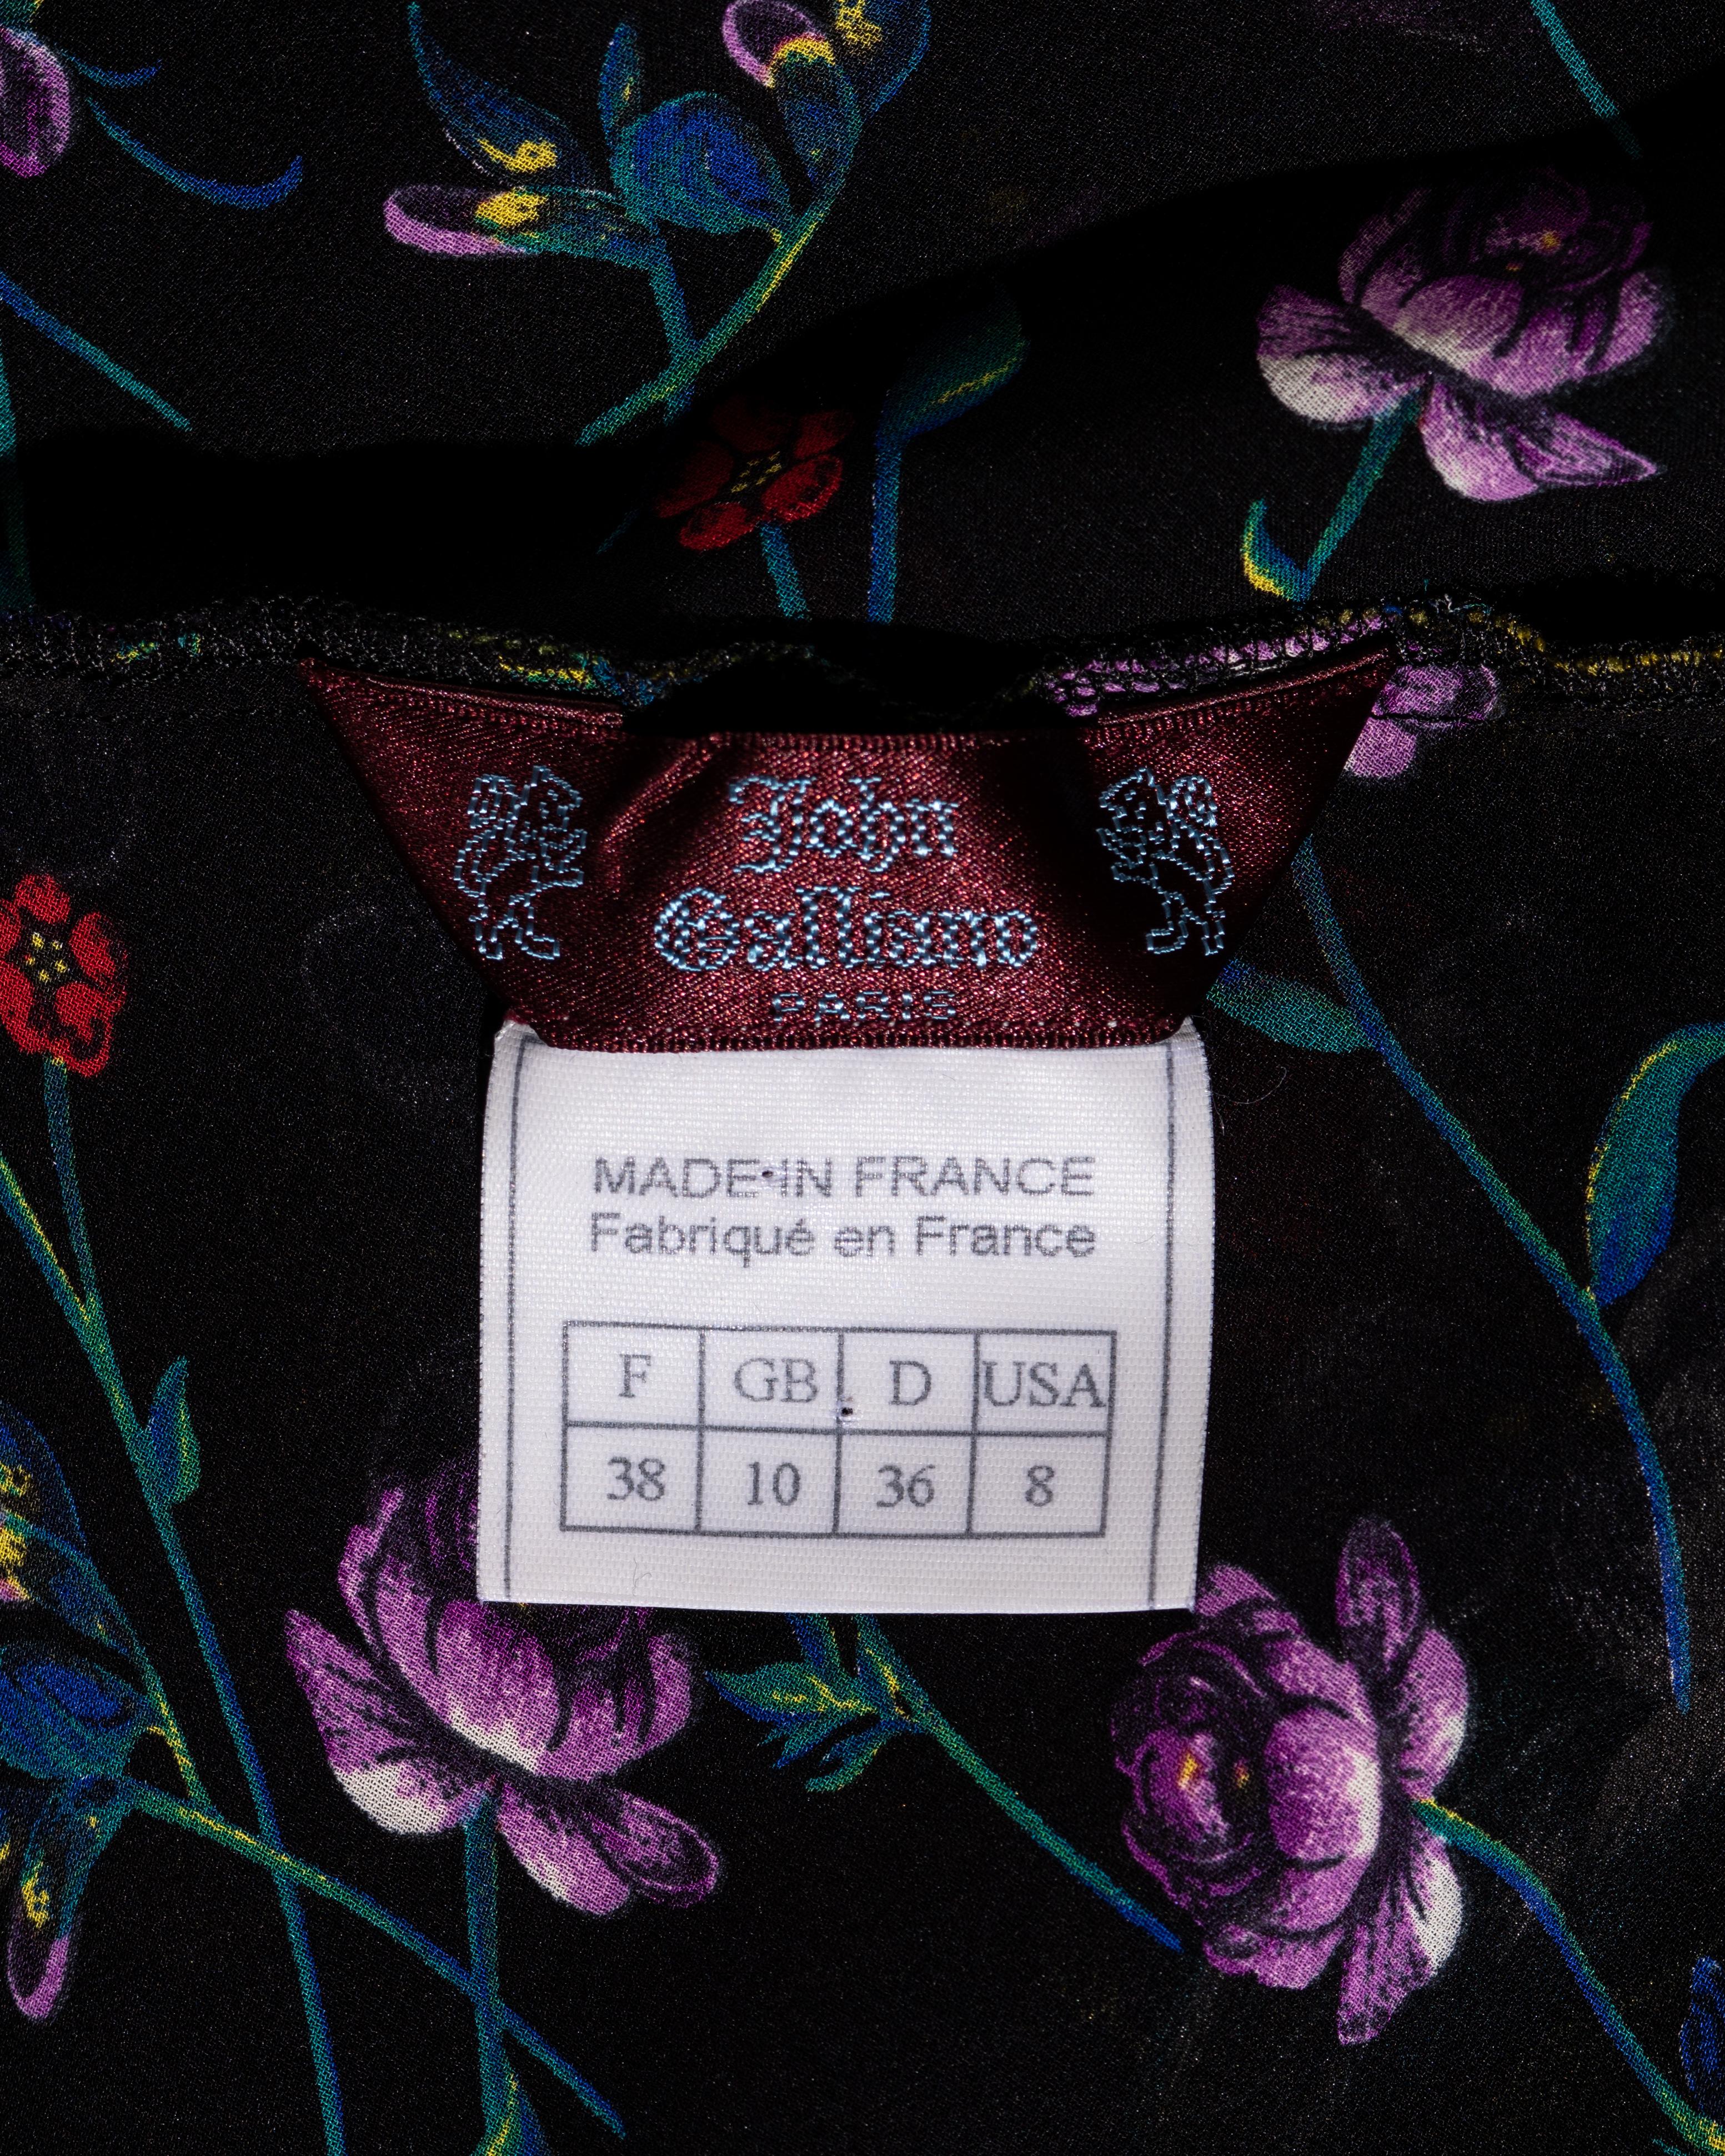 John
Galliano
PARIS
MADE IN FRANCE
Fabriqué en France
F GB D USA
38 10 36 8